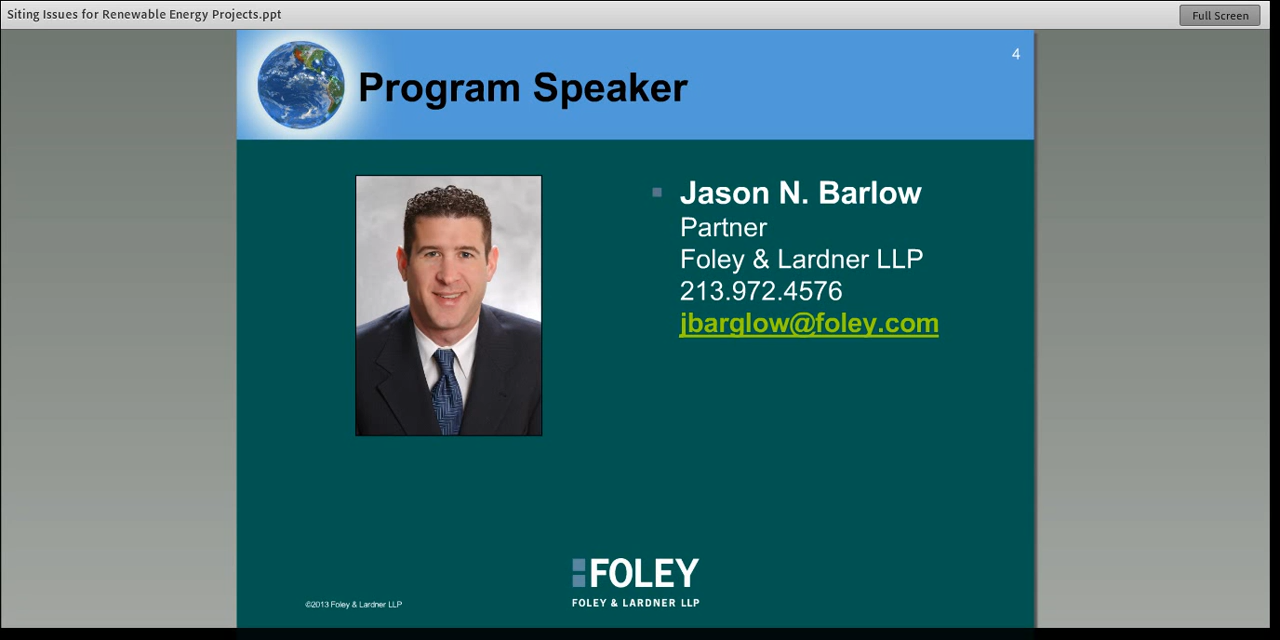 Siting Issues for Renewable Energy Projects.ppt
Full Screen
4
Program Speaker
Jason N. Barlow
Partner
Foley & Lardner LLP
213.972.4576
jbarglow@foley.com
FOLEY
FOLEY & LARDNER LLP
©2013 Foley & Lardner LLP